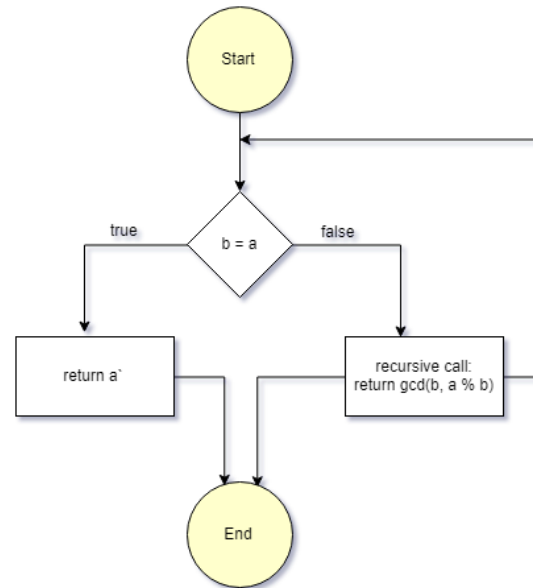 Start
b = a
true
false
return a`
recursive call:
return gcd(b, a % b)
End